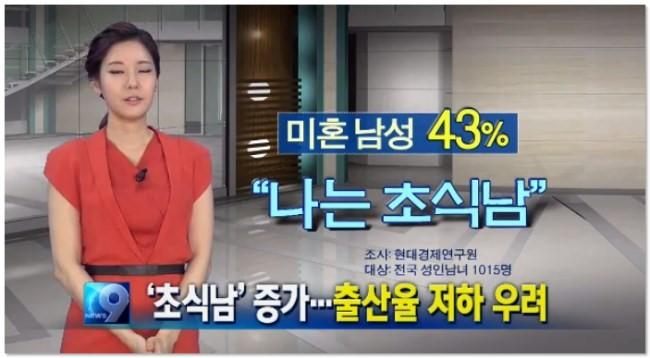 미혼 남성 43%
“나는 초식남”
조사: 현대경제연구원
대상: 전국 성인남녀 1015명
9 NEWS
‘초식남’ 증가…출산율 저하 우려